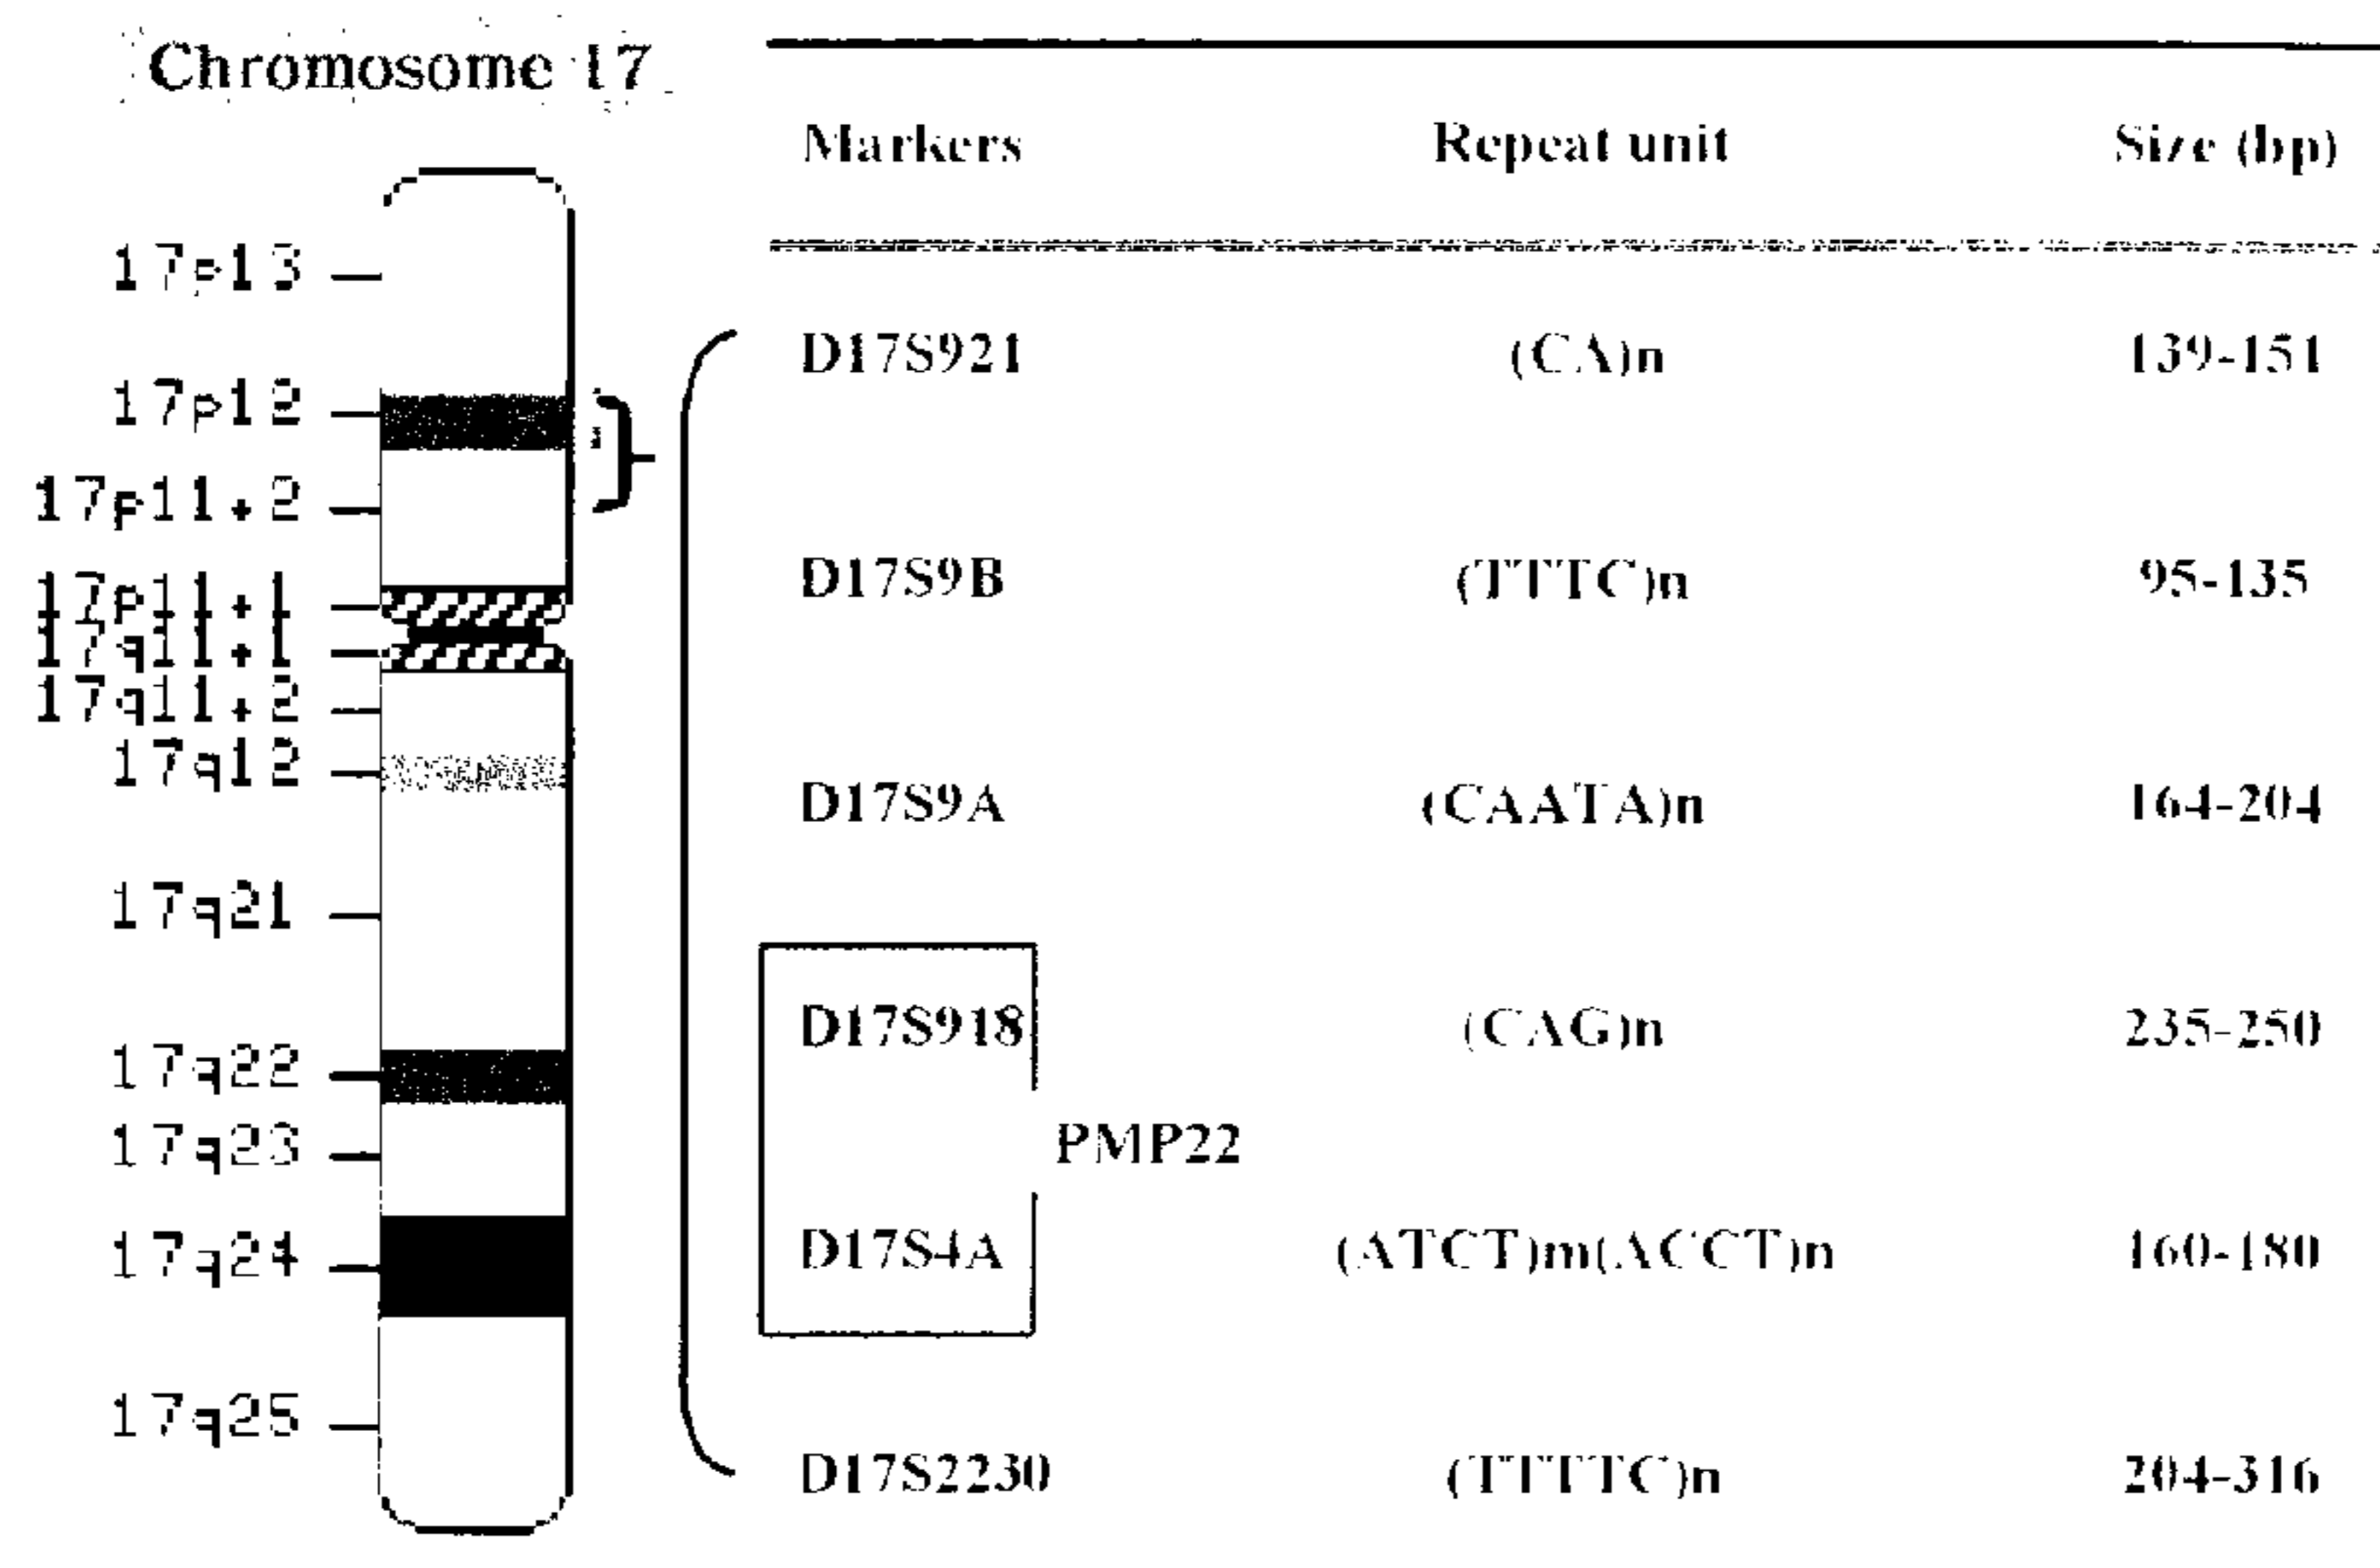 Chromosome 17
Markers Repeat unit Size (bp)
17p13
D17S921 (CA)n 139-151
17p12
17p11.2
D17S9B (TTTC)n 95-135
17p11.1
17q11.1
17q11.2
17q12
D17S9A (CAATA)n 164-204
17q21
D17S918 (CAG)n 235-250
17q22
17q23 PMP22
17q24 D17S4A (ATCT)m(ACCT)n 160-180
17q25
D17S2230 (TTTTC)n 204-316